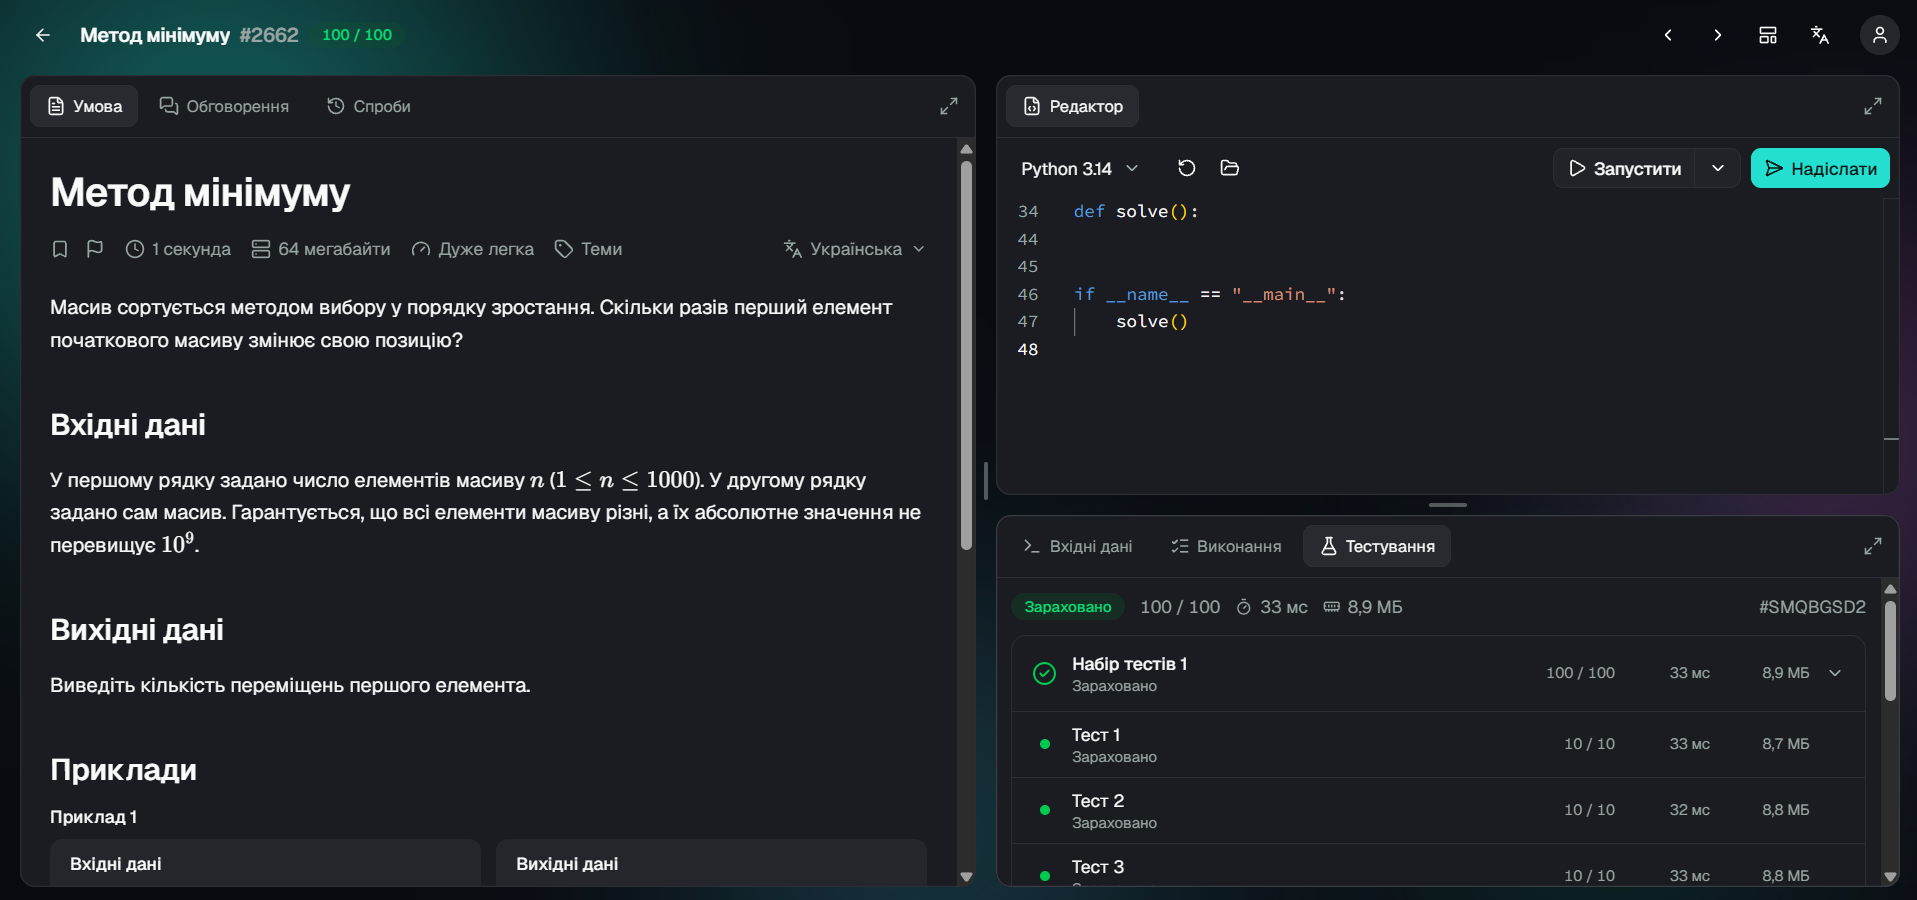 Метод мінімуму #2662 100 / 100
Умова Обговорення Спроби
Метод мінімуму
1 секунда 64 мегабайти Дуже легка Теми Українська
Масив сортується методом вибору у порядку зростання. Скільки разів перший елемент
початкового масиву змінює свою позицію?
Вхідні дані
У першому рядку задано число елементів масиву n (1 ≤ n ≤ 1000). У другому рядку
задано сам масив. Гарантується, що всі елементи масиву різні, а їх абсолютне значення не
перевищує 10⁹.
Вихідні дані
Виведіть кількість переміщень першого елемента.
Приклади
Приклад 1
Вхідні дані Вихідні дані
Редактор
Python 3.14 Запустити Надіслати
34 def solve():
44
45
46 if __name__ == "__main__":
47 solve()
48
Вхідні дані Виконання Тестування
Зараховано 100 / 100 33 мс 8,9 МБ #SMQBGSD2
Набір тестів 1 100 / 100 33 мс 8,9 МБ
Зараховано
Тест 1 10 / 10 33 мс 8,7 МБ
Зараховано
Тест 2 10 / 10 32 мс 8,8 МБ
Зараховано
Тест 3 10 / 10 33 мс 8,8 МБ